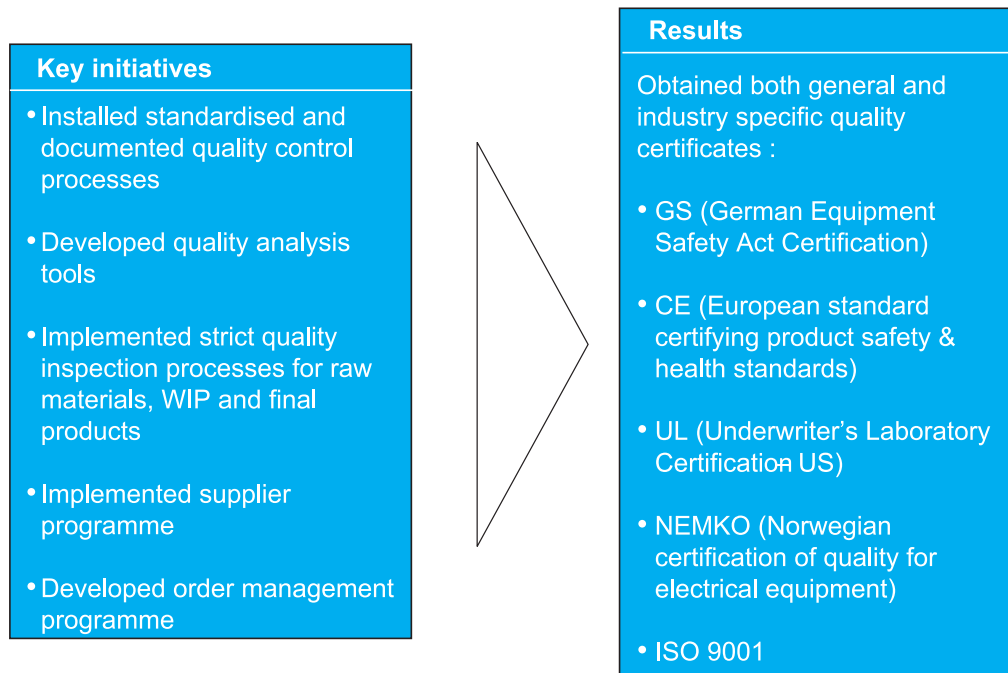 Key initiatives
• Installed standardised and
documented quality control
processes
• Developed quality analysis
tools
• Implemented strict quality
inspection processes for raw
materials, WIP and final
products
• Implemented supplier
programme
• Developed order management
programme
Results
Obtained both general and
industry specific quality
certificates :
• GS (German Equipment
Safety Act Certification)
• CE (European standard
certifying product safety &
health standards)
• UL (Underwriter's Laboratory
Certification- US)
• NEMKO (Norwegian
certification of quality for
electrical equipment)
• ISO 9001